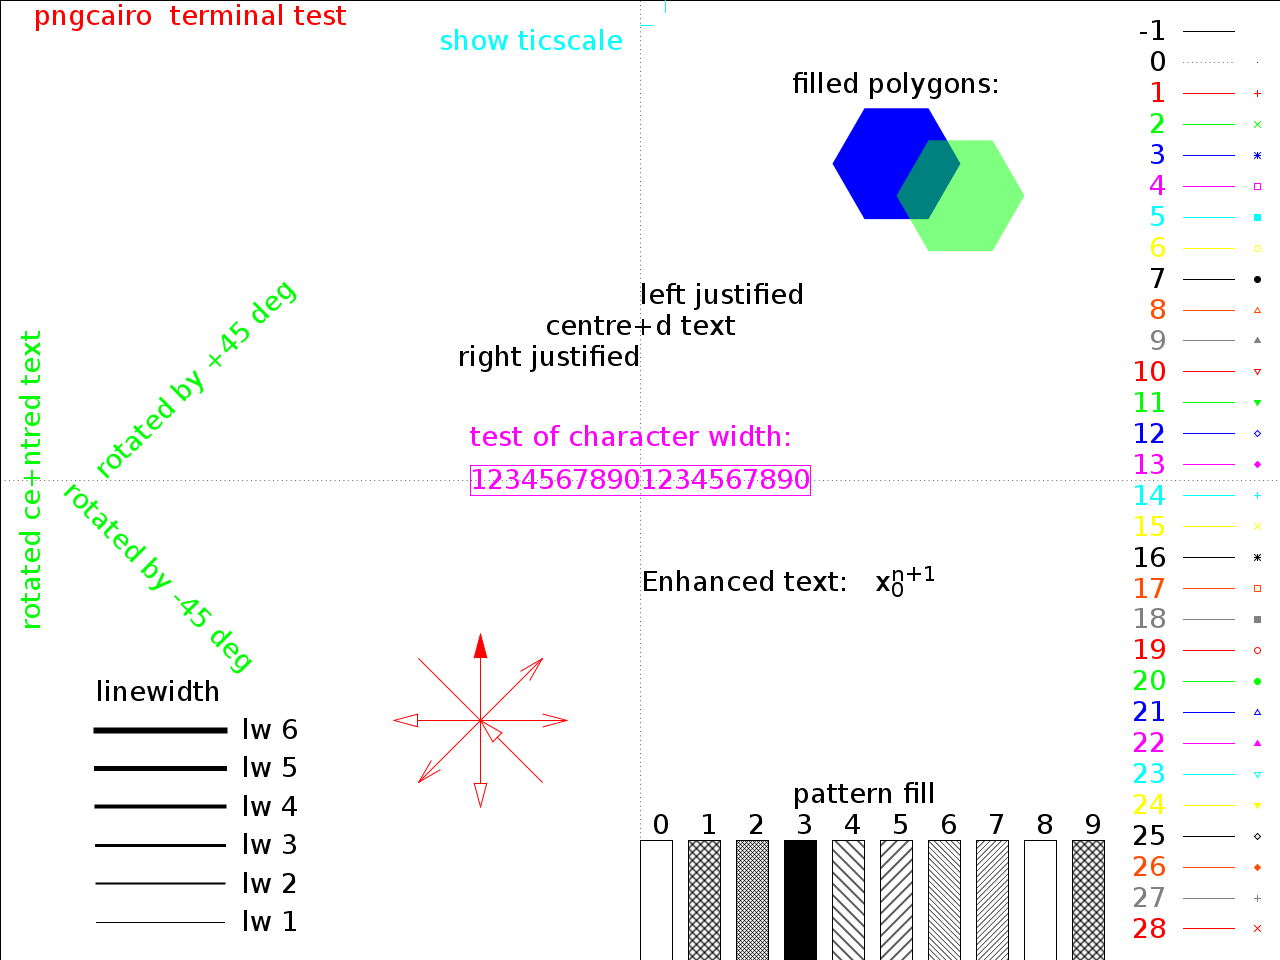 pngcairo  terminal test
show ticscale
filled polygons:
left justified
centre+d text
right justified
rotated by +45 deg
rotated ce+ntred text
rotated by -45 deg
test of character width:
12345678901234567890
Enhanced text:   x₀ⁿ⁺¹
linewidth
lw 6
lw 5
lw 4
lw 3
lw 2
lw 1
pattern fill
0 1 2 3 4 5 6 7 8 9
-1
0
1
2
3
4
5
6
7
8
9
10
11
12
13
14
15
16
17
18
19
20
21
22
23
24
25
26
27
28